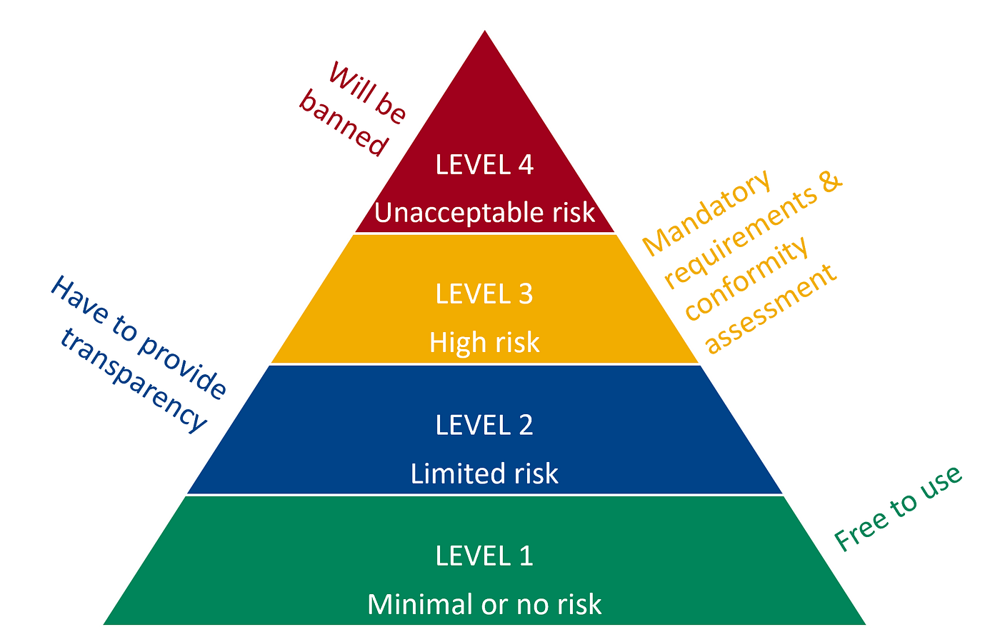 Will be
banned
LEVEL 4
Unacceptable risk
Mandatory
requirements &
conformity
assessment
LEVEL 3
High risk
Have to provide
transparency
LEVEL 2
Limited risk
Free to use
LEVEL 1
Minimal or no risk